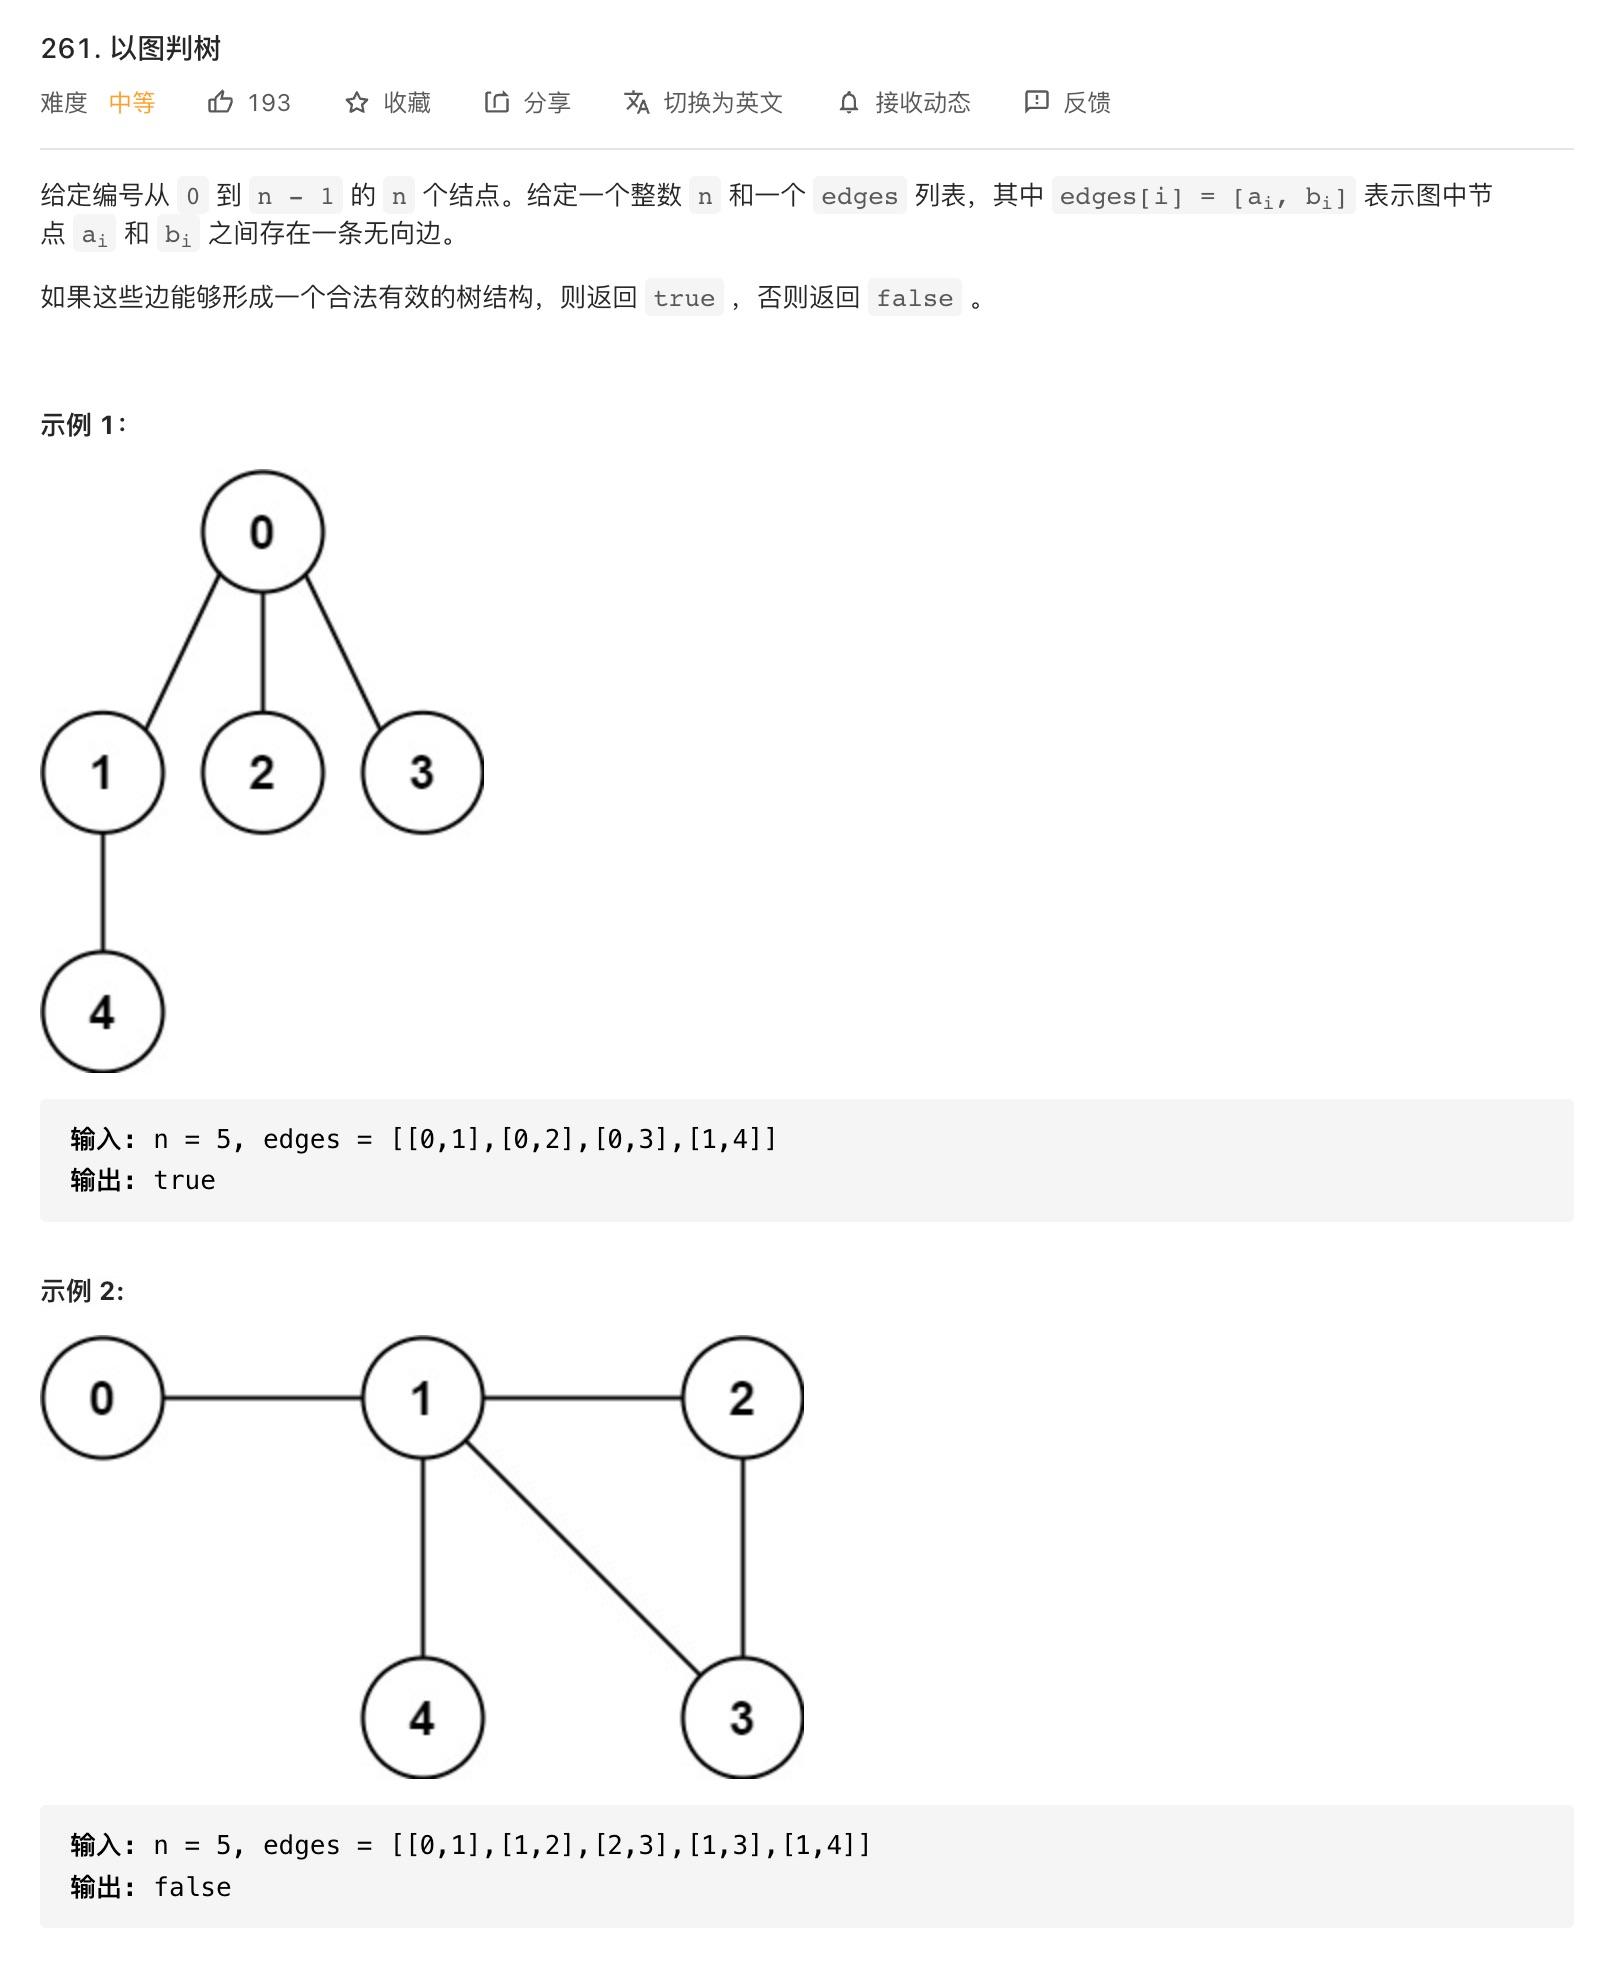 261. 以图判树
难度 中等 193 收藏 分享 切换为英文 接收动态 反馈
给定编号从 0 到 n - 1 的 n 个结点。给定一个整数 n 和一个 edges 列表，其中 edges[i] = [aᵢ, bᵢ] 表示图中节
点 aᵢ 和 bᵢ 之间存在一条无向边。
如果这些边能够形成一个合法有效的树结构，则返回 true ，否则返回 false 。
示例 1：
0
1 2 3
4
输入: n = 5, edges = [[0,1],[0,2],[0,3],[1,4]]
输出: true
示例 2:
0 1 2
4 3
输入: n = 5, edges = [[0,1],[1,2],[2,3],[1,3],[1,4]]
输出: false